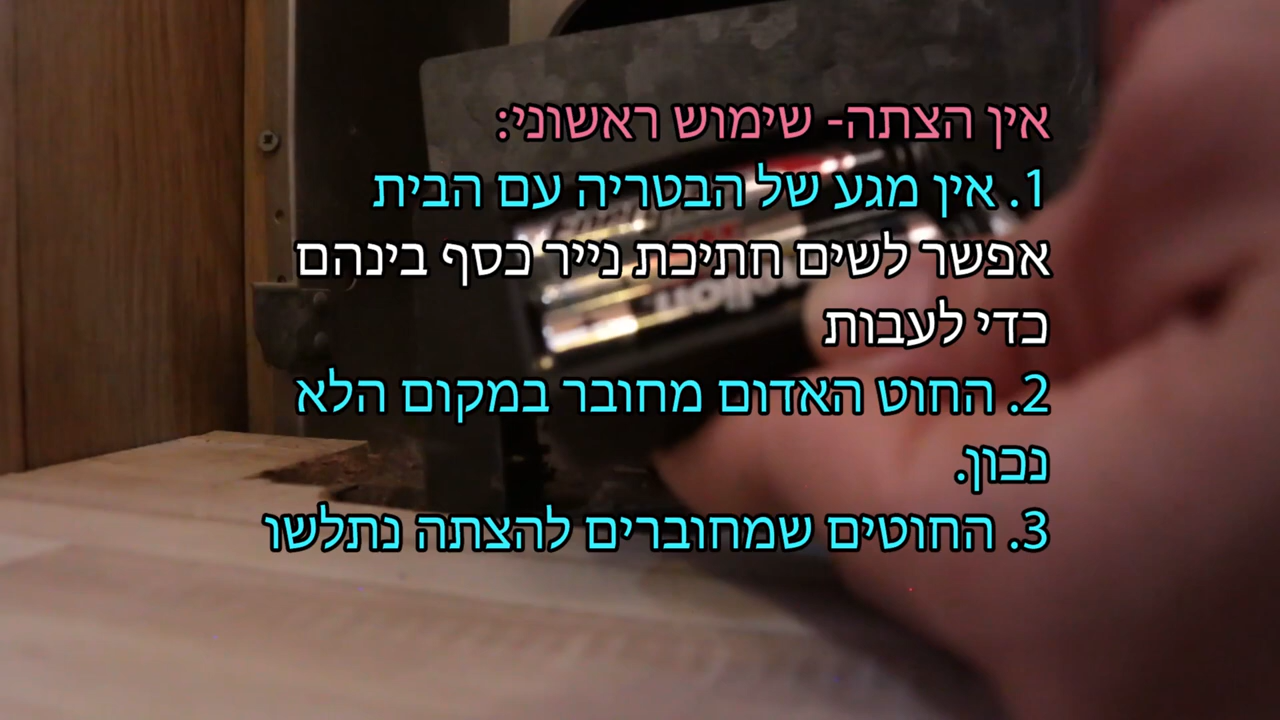 אין הצתה- שימוש ראשוני:
1. אין מגע של הבטריה עם הבית
אפשר לשים חתיכת נייר כסף בינהם
כדי לעבות
2. החוט האדום מחובר במקום הלא
נכון.
3. החוטים שמחוברים להצתה נתלשו